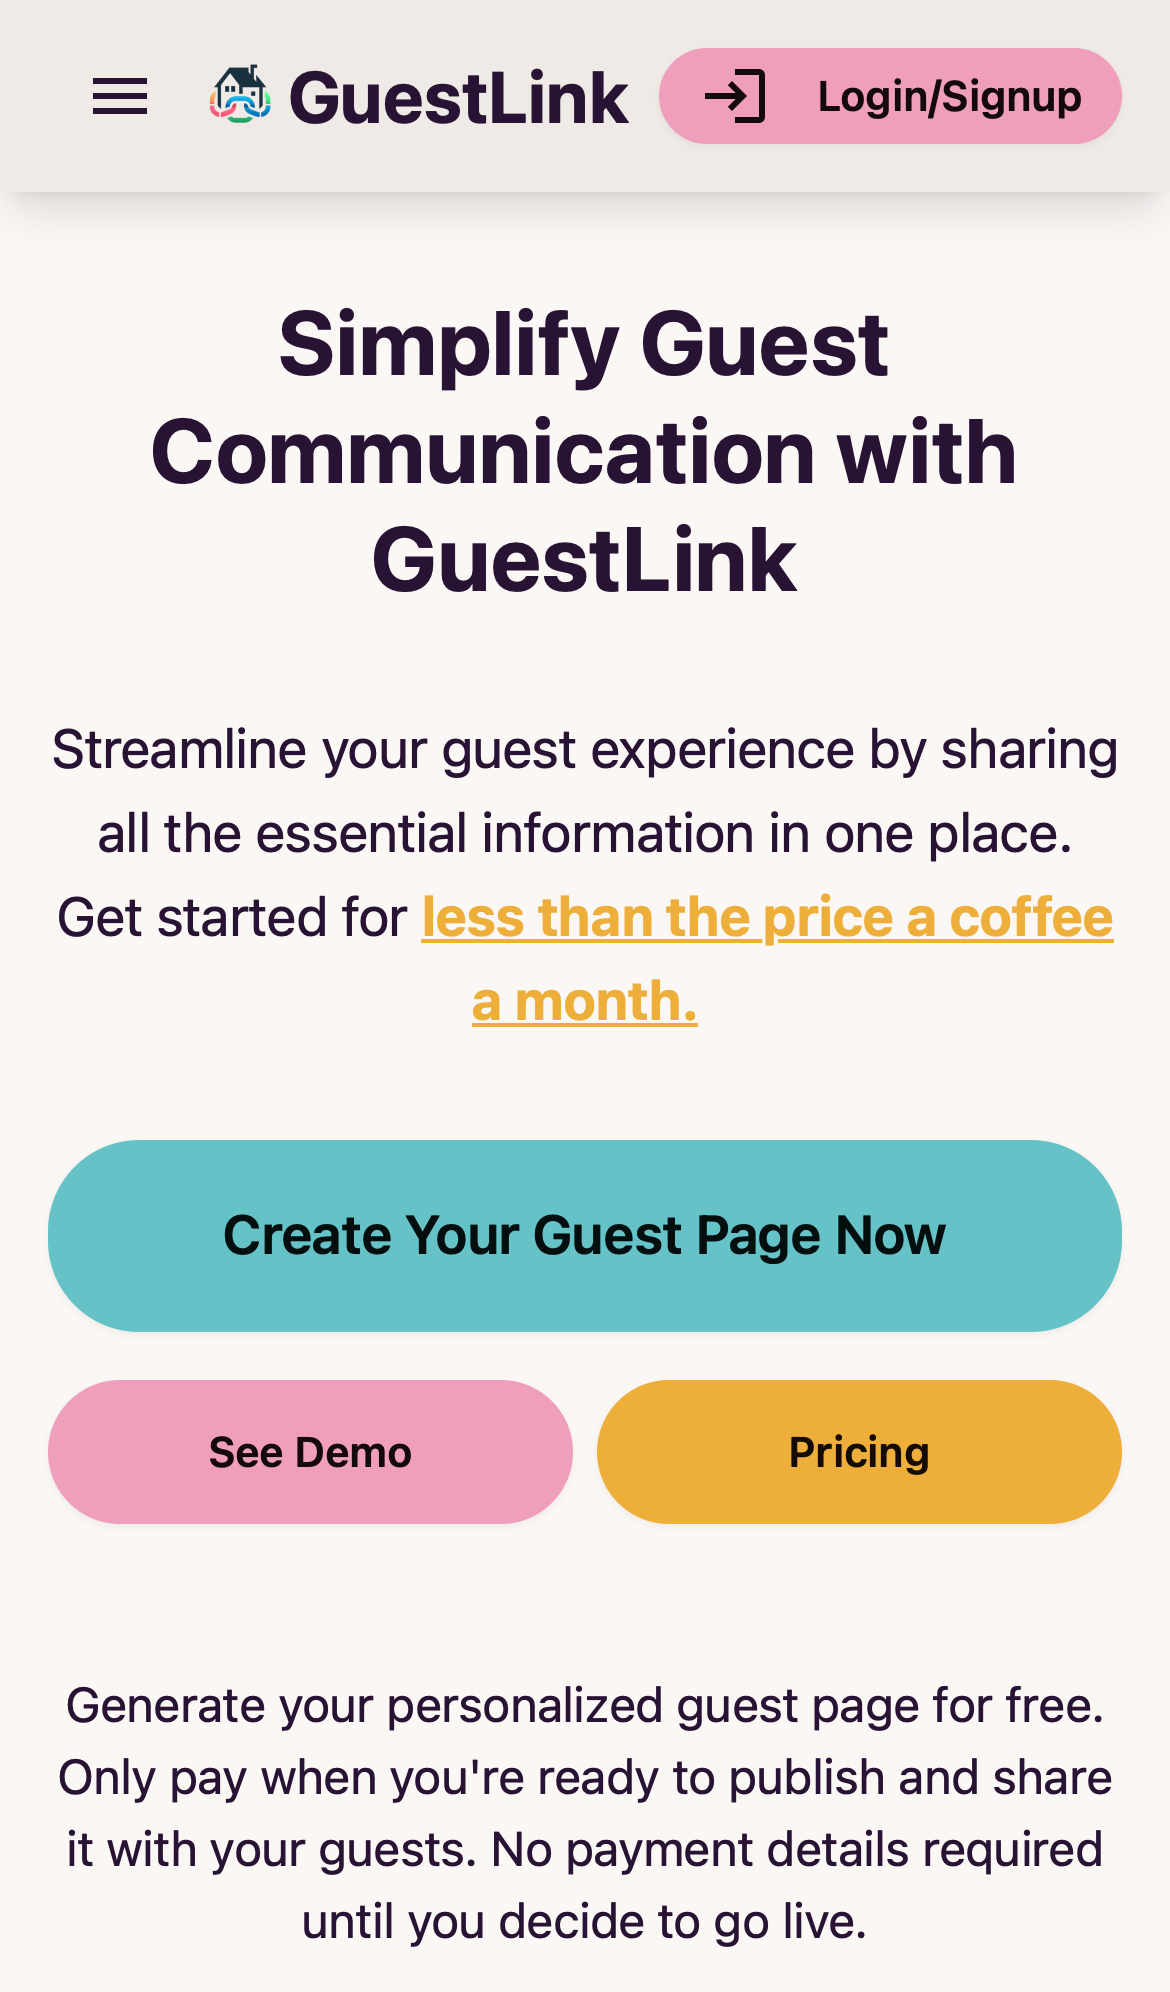 GuestLink
Login/Signup
Simplify Guest
Communication with
GuestLink
Streamline your guest experience by sharing
all the essential information in one place.
Get started for less than the price a coffee
a month.
Create Your Guest Page Now
See Demo
Pricing
Generate your personalized guest page for free.
Only pay when you're ready to publish and share
it with your guests. No payment details required
until you decide to go live.